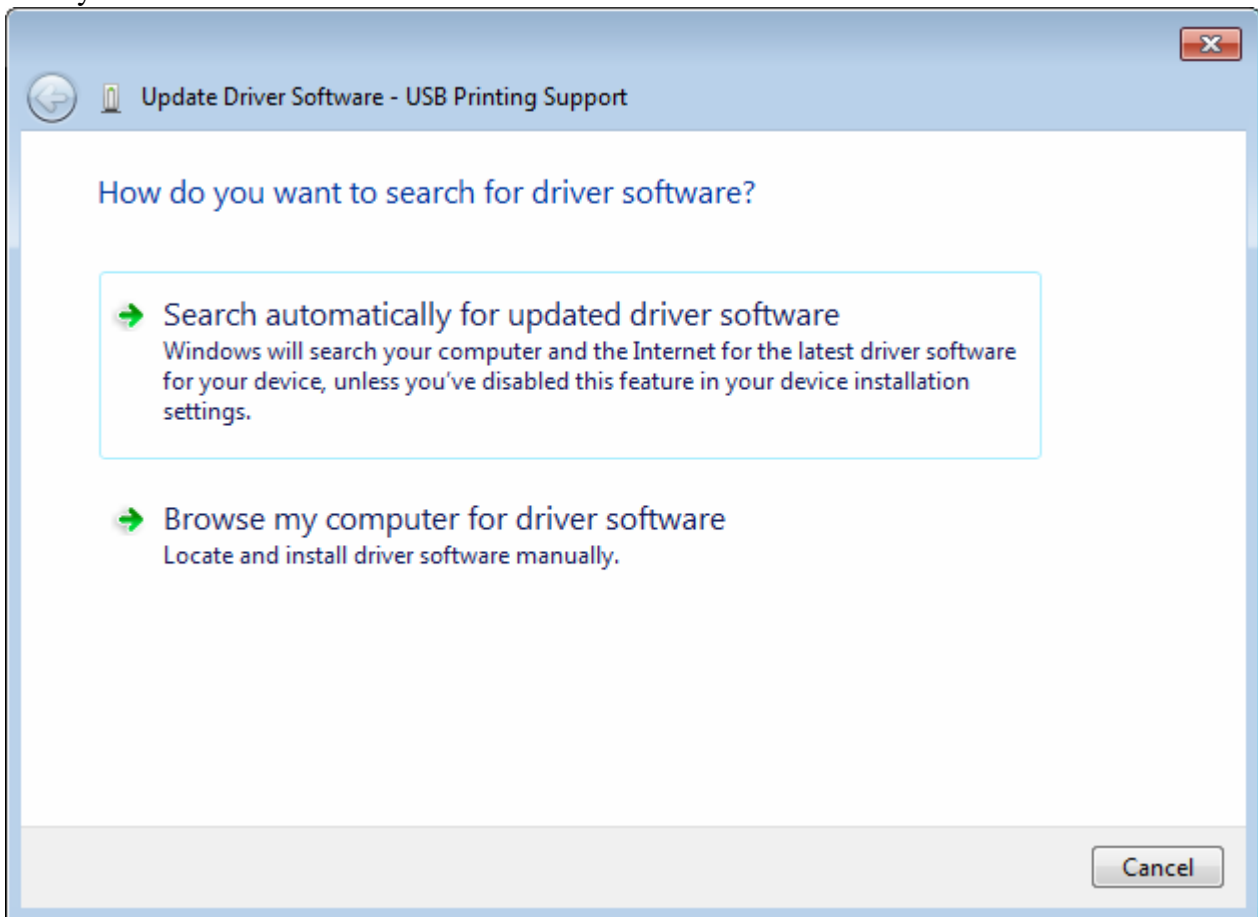 Update Driver Software - USB Printing Support
How do you want to search for driver software?
Search automatically for updated driver software
Windows will search your computer and the Internet for the latest driver software
for your device, unless you've disabled this feature in your device installation
settings.
Browse my computer for driver software
Locate and install driver software manually.
Cancel